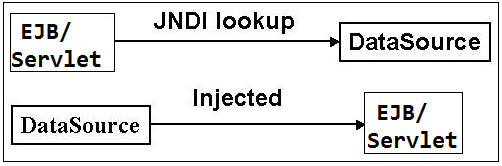 JNDI lookup
EJB/
Servlet
DataSource
Injected
DataSource
EJB/
Servlet